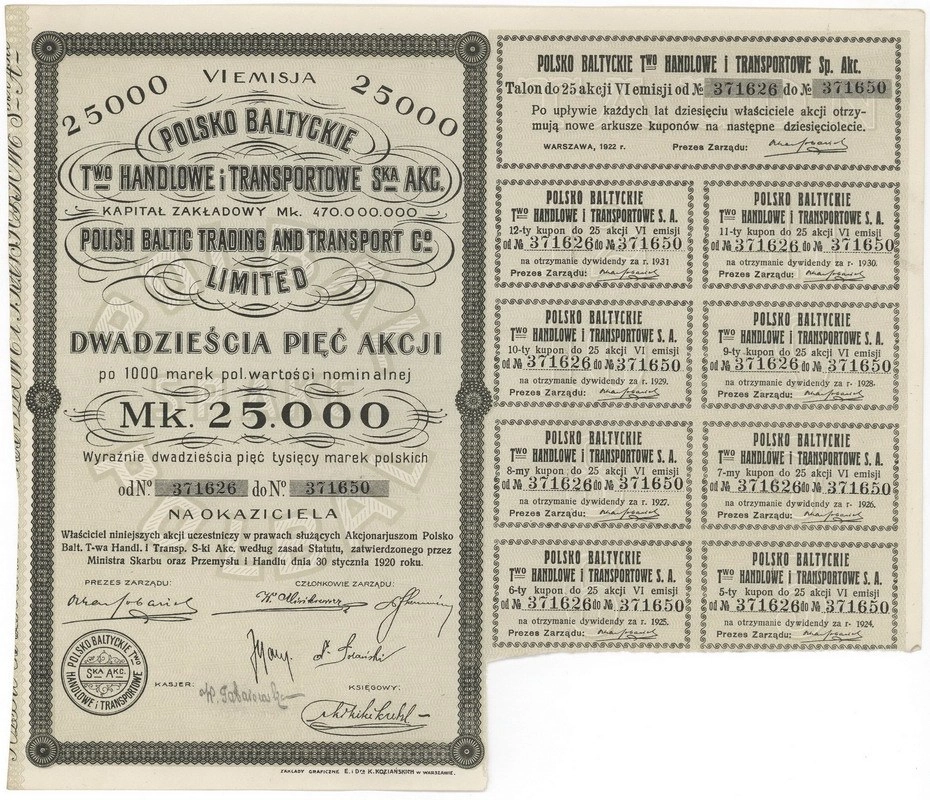 25000 VI EMISJA 25000
POLSKO BALTYCKIE
TWO HANDLOWE i TRANSPORTOWE SKA AKC.
KAPITAŁ ZAKŁADOWY Mk. 470.000.000
POLISH BALTIC TRADING AND TRANSPORT CO
LIMITED
DWADZIEŚCIA PIĘĆ AKCJI
po 1000 marek pol. wartości nominalnej
Mk. 25.000
Wyraźnie dwadzieścia pięć tysięcy marek polskich
od No. 371626 do No. 371650
NA OKAZICIELA
Właściciel niniejszych akcji uczestniczy w prawach służących Akcjonarjuszom Polsko
Balt. T-wa Handl. i Transp. S-ki Akc. według zasad Statutu, zatwierdzonego przez
Ministra Skarbu oraz Przemysłu i Handlu dnia 30 stycznia 1920 roku.
PREZES ZARZĄDU: CZŁONKOWIE ZARZĄDU:
POLSKO BALTYCKIE TWO
SKA AKC.
HANDLOWE i TRANSPORTOWE
KASJER: KSIĘGOWY:
ZAKŁADY GRAFICZNE E. i Dra K. KOZIAŃSKICH w WARSZAWIE.
POLSKO BALTYCKIE TWO HANDLOWE i TRANSPORTOWE Sp. Akc.
Talon do 25 akcji VI emisji od № 371626 do № 371650
Po upływie każdych lat dziesięciu właściciele akcji otrzy-
mują nowe arkusze kuponów na następne dziesięciolecie.
WARSZAWA, 1922 r. Prezes Zarządu:
POLSKO BALTYCKIE
TWO HANDLOWE i TRANSPORTOWE S. A.
12-ty kupon do 25 akcji VI emisji
od № 371626 do № 371650
na otrzymanie dywidendy za r. 1931
Prezes Zarządu:
POLSKO BALTYCKIE
TWO HANDLOWE i TRANSPORTOWE S. A.
11-ty kupon do 25 akcji VI emisji
od № 371626 do № 371650
na otrzymanie dywidendy za r. 1930.
Prezes Zarządu:
POLSKO BALTYCKIE
TWO HANDLOWE i TRANSPORTOWE S. A.
10-ty kupon do 25 akcji VI emisji
od № 371626 do № 371650
na otrzymanie dywidendy za r. 1929.
Prezes Zarządu:
POLSKO BALTYCKIE
TWO HANDLOWE i TRANSPORTOWE S. A.
9-ty kupon do 25 akcji VI emisji
od № 371626 do № 371650
na otrzymanie dywidendy za r. 1928.
Prezes Zarządu:
POLSKO BALTYCKIE
TWO HANDLOWE i TRANSPORTOWE S. A.
8-my kupon do 25 akcji VI emisji
od № 371626 do № 371650
na otrzymanie dywidendy za r. 1927.
Prezes Zarządu:
POLSKO BALTYCKIE
TWO HANDLOWE i TRANSPORTOWE S. A.
7-my kupon do 25 akcji VI emisji
od № 371626 do № 371650
na otrzymanie dywidendy za r. 1926.
Prezes Zarządu:
POLSKO BALTYCKIE
TWO HANDLOWE i TRANSPORTOWE S. A.
6-ty kupon do 25 akcji VI emisji
od № 371626 do № 371650
na otrzymanie dywidendy za r. 1925.
Prezes Zarządu:
POLSKO BALTYCKIE
TWO HANDLOWE i TRANSPORTOWE S. A.
5-ty kupon do 25 akcji VI emisji
od № 371626 do № 371650
na otrzymanie dywidendy za r. 1924.
Prezes Zarządu: